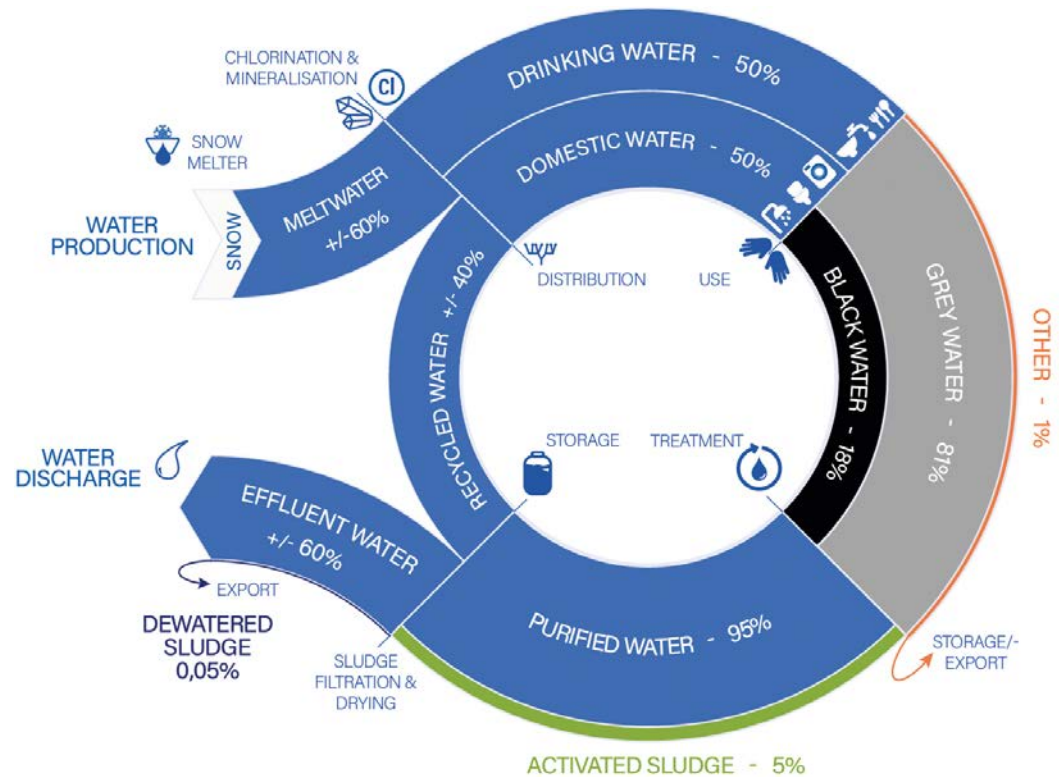 CHLORINATION &
MINERALISATION
Cl
SNOW
MELTER
WATER
PRODUCTION
SNOW
MELTWATER
+/-60%
DRINKING WATER - 50%
DOMESTIC WATER - 50%
DISTRIBUTION
USE
BLACK WATER - 18%
GREY WATER - 81%
OTHER - 1%
RECYCLED WATER +/- 40%
STORAGE
TREATMENT
WATER
DISCHARGE
EFFLUENT WATER
+/- 60%
EXPORT
DEWATERED
SLUDGE
0,05%
SLUDGE
FILTRATION &
DRYING
PURIFIED WATER - 95%
STORAGE/-
EXPORT
ACTIVATED SLUDGE - 5%